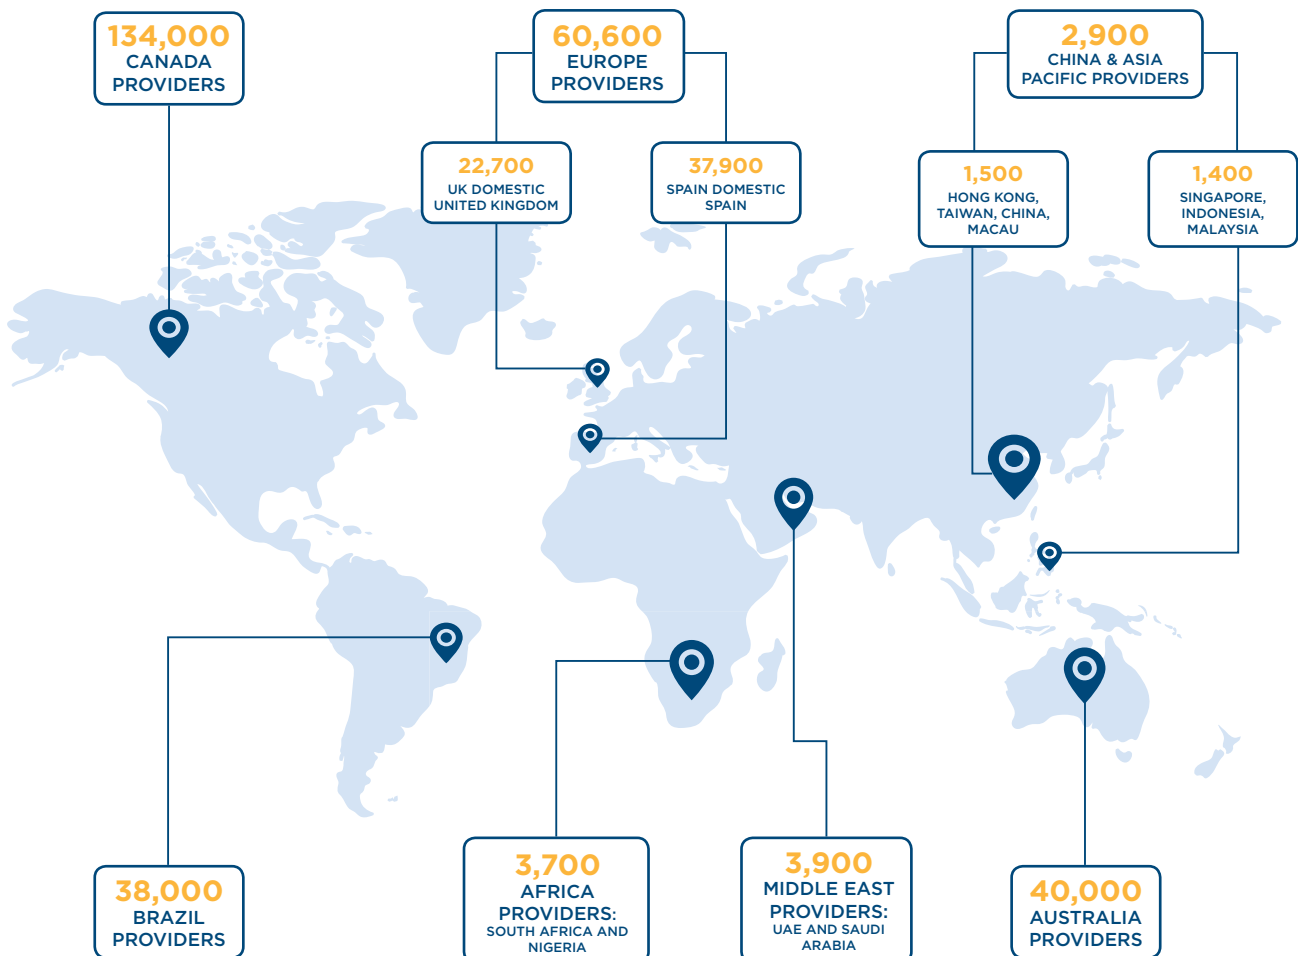 134,000
CANADA
PROVIDERS
60,600
EUROPE
PROVIDERS
2,900
CHINA & ASIA
PACIFIC PROVIDERS
22,700
UK DOMESTIC
UNITED KINGDOM
37,900
SPAIN DOMESTIC
SPAIN
1,500
HONG KONG,
TAIWAN, CHINA,
MACAU
1,400
SINGAPORE,
INDONESIA,
MALAYSIA
38,000
BRAZIL
PROVIDERS
3,700
AFRICA
PROVIDERS:
SOUTH AFRICA AND
NIGERIA
3,900
MIDDLE EAST
PROVIDERS:
UAE AND SAUDI
ARABIA
40,000
AUSTRALIA
PROVIDERS